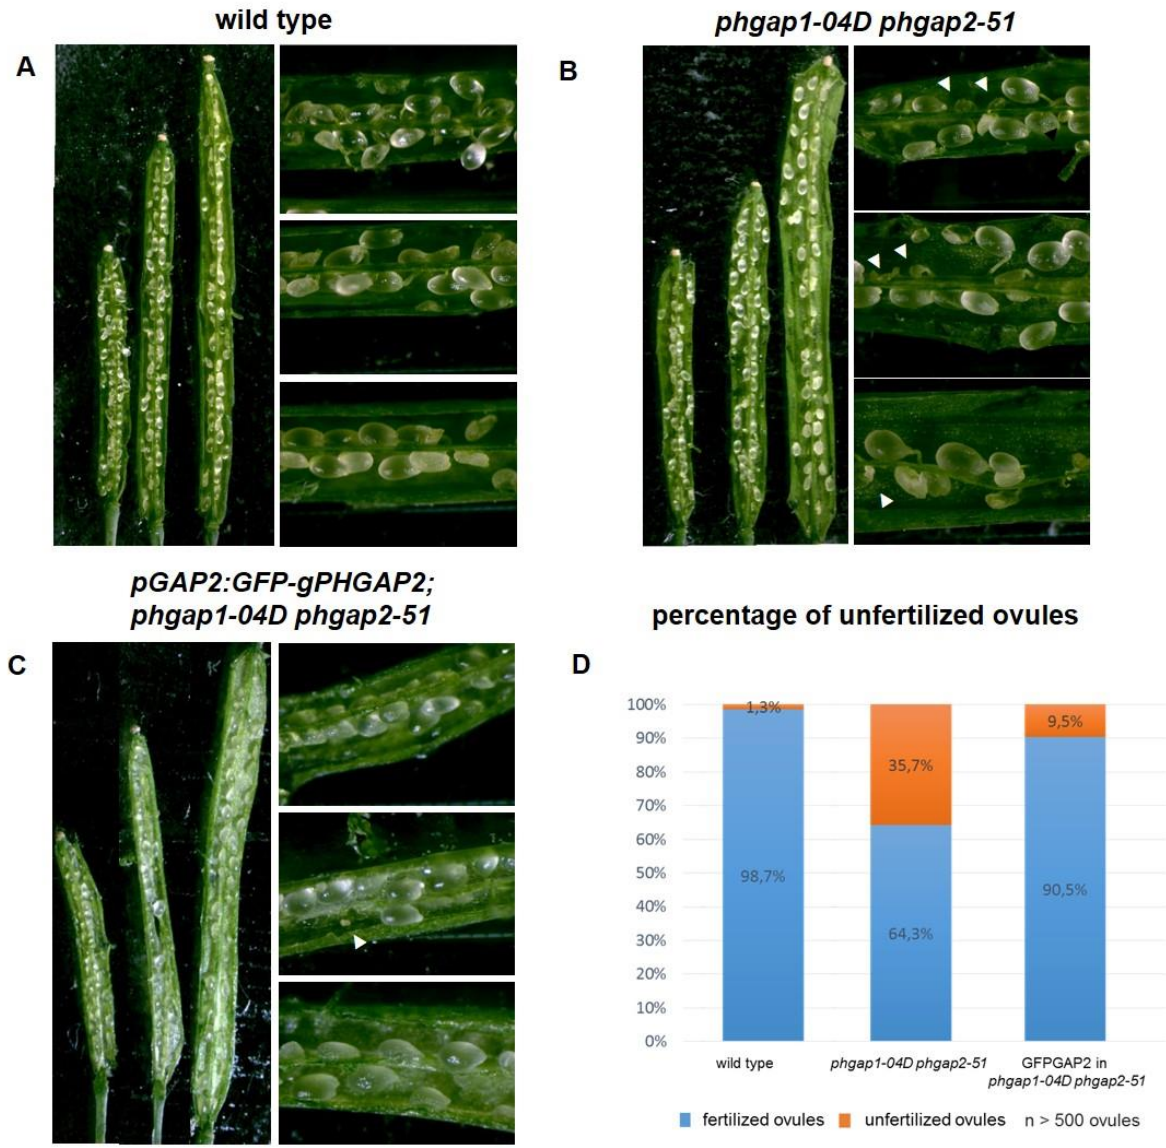 wild type
phgap1-04D phgap2-51
A
B
pGAP2:GFP-gPHGAP2;
phgap1-04D phgap2-51
percentage of unfertilized ovules
C
D
100%
90%
80%
70%
60%
50%
40%
30%
20%
10%
0%
1,3%
98,7%
35,7%
64,3%
9,5%
90,5%
wild type
phgap1-04D phgap2-51
GFPGAP2 in
phgap1-04D phgap2-51
fertilized ovules
unfertilized ovules
n > 500 ovules